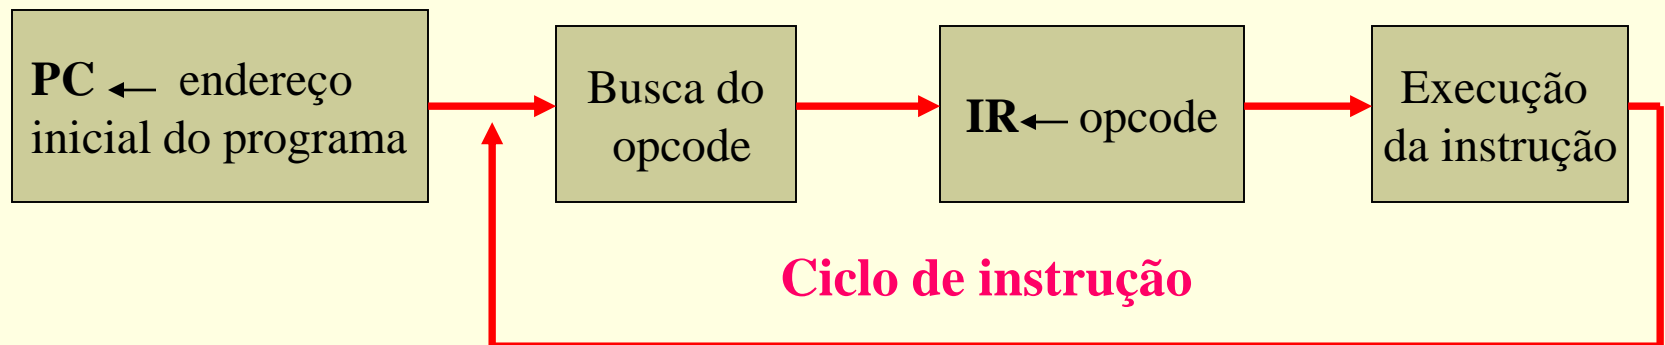 PC ← endereço
inicial do programa
Busca do
opcode
IR ← opcode
Execução
da instrução
Ciclo de instrução